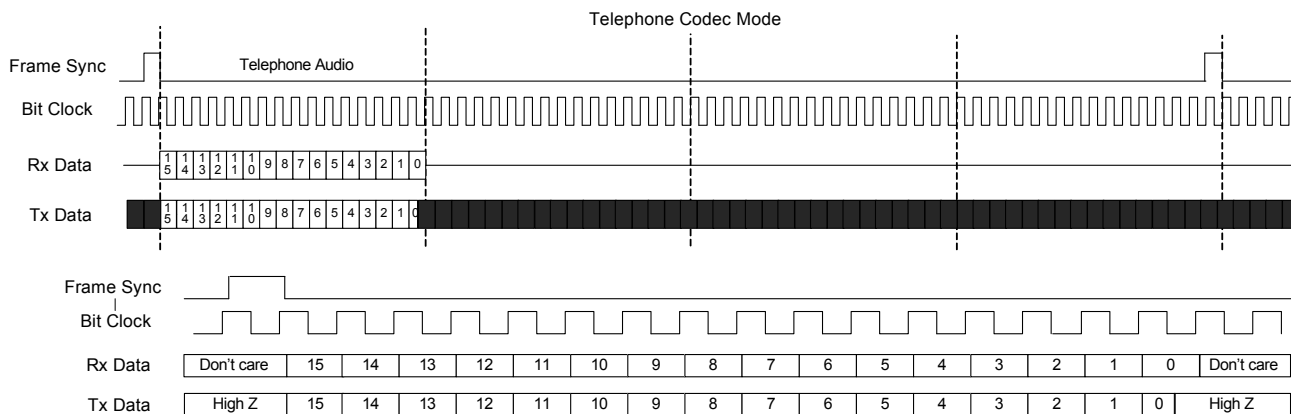 Telephone Codec Mode
Frame Sync
Telephone Audio
Bit Clock
Rx Data 15 14 13 12 11 10 9 8 7 6 5 4 3 2 1 0
Tx Data 15 14 13 12 11 10 9 8 7 6 5 4 3 2 1 0
Frame Sync
Bit Clock
Rx Data Don't care 15 14 13 12 11 10 9 8 7 6 5 4 3 2 1 0 Don't care
Tx Data High Z 15 14 13 12 11 10 9 8 7 6 5 4 3 2 1 0 High Z